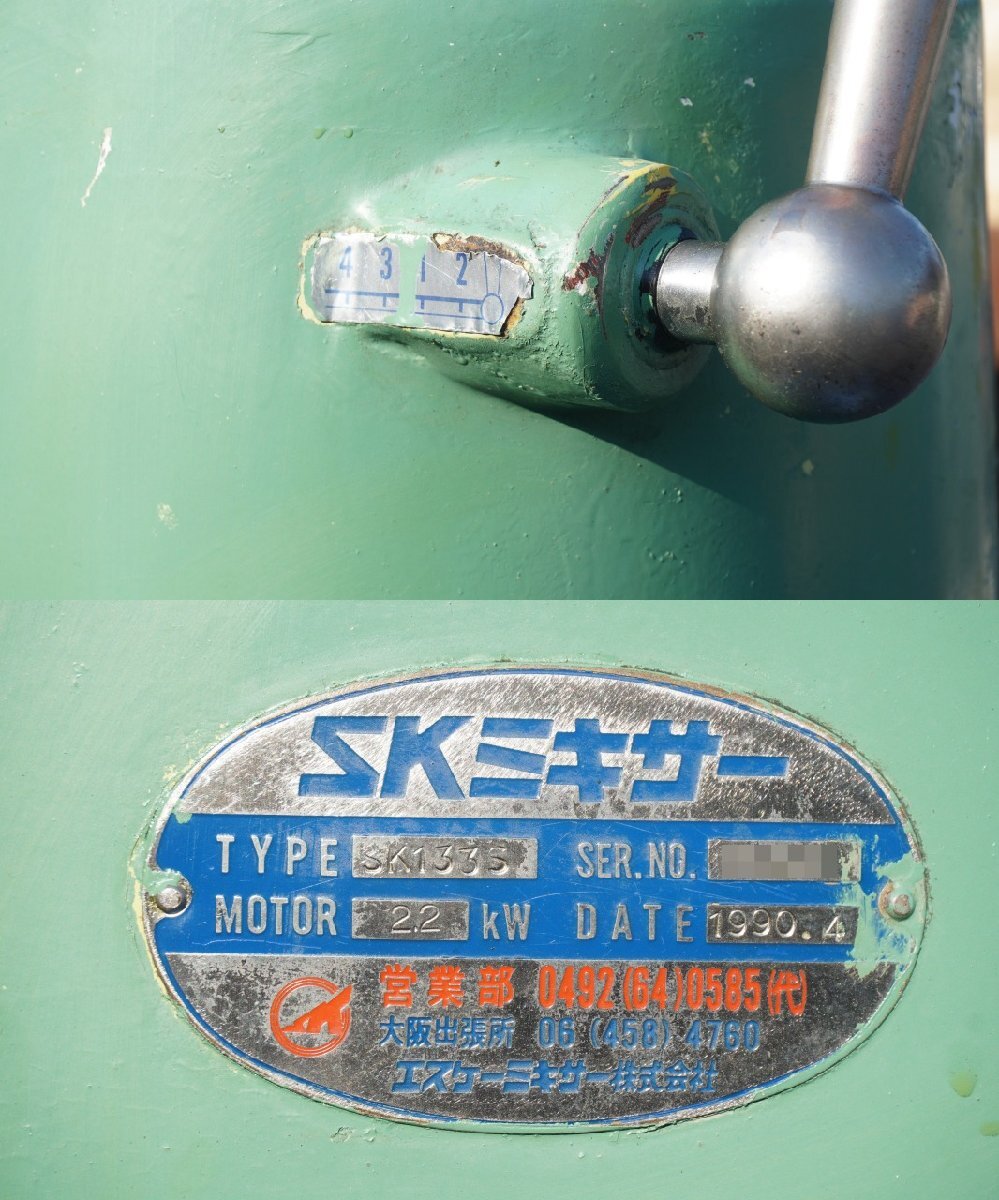 4 3 1 2
SKミキサー
TYPE SK133S SER.NO.
MOTOR 2.2 kW DATE 1990.4
営業部 0492(64)0585(代)
大阪出張所 06(458)4760
エスケーミキサー株式会社